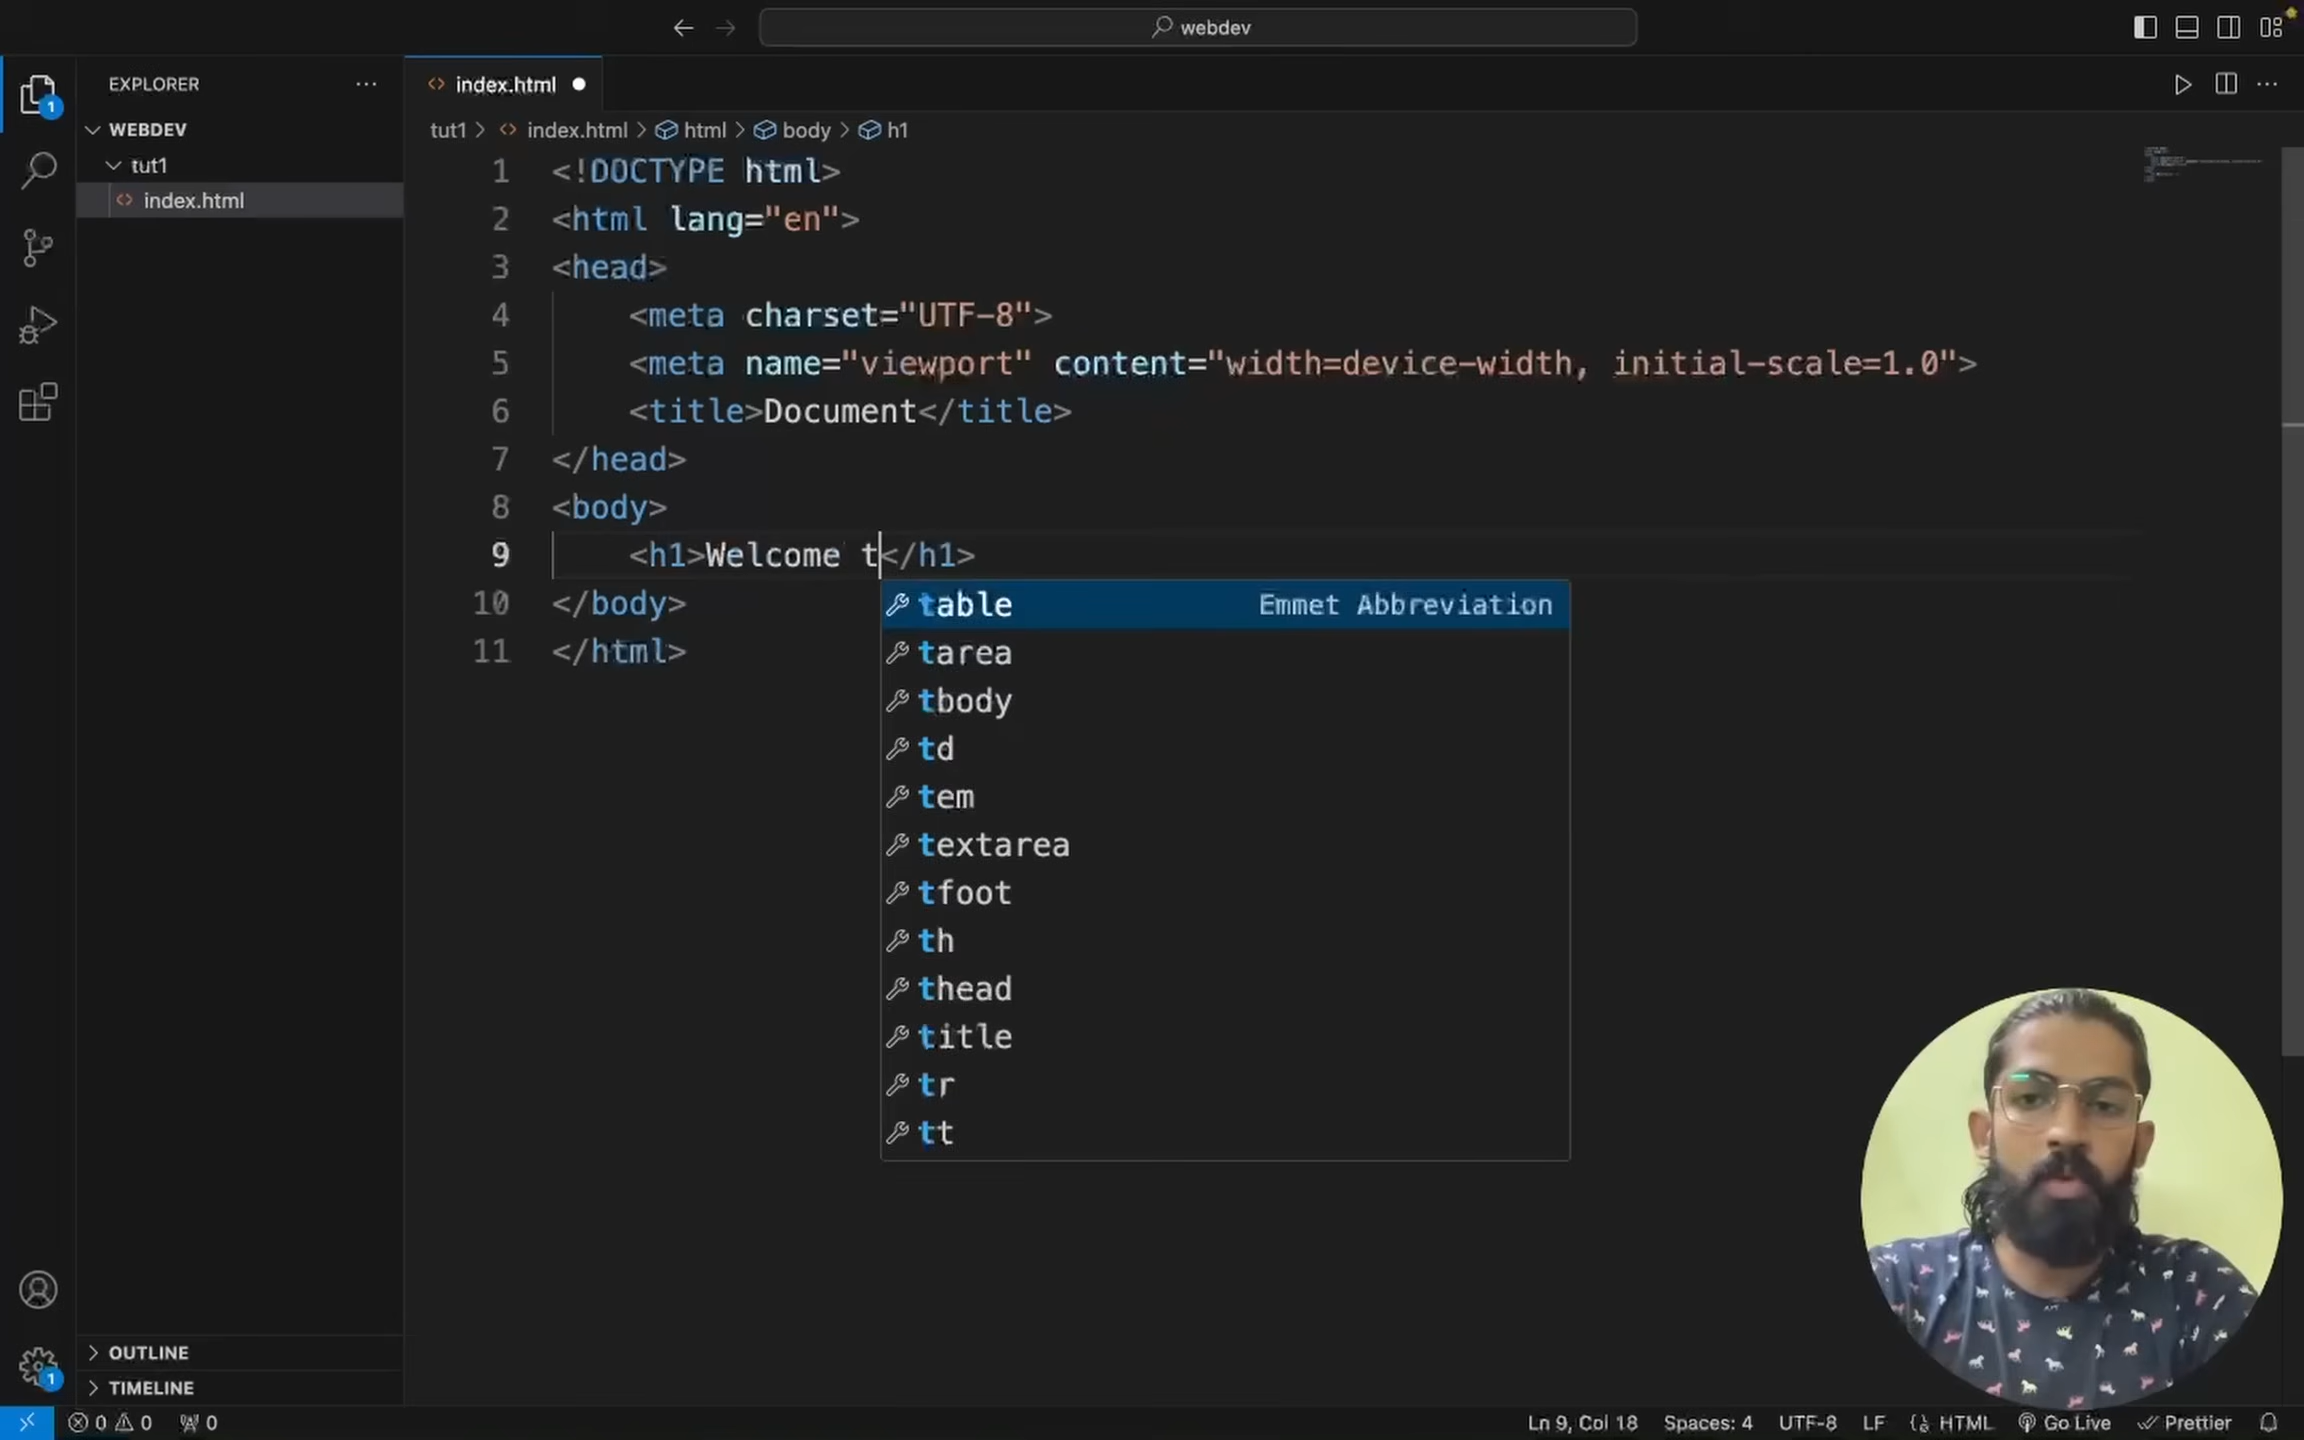 webdev
EXPLORER
WEBDEV
tut1
index.html
index.html
tut1 > index.html > html > body > h1
1 <!DOCTYPE html>
2 <html lang="en">
3 <head>
4     <meta charset="UTF-8">
5     <meta name="viewport" content="width=device-width, initial-scale=1.0">
6     <title>Document</title>
7 </head>
8 <body>
9     <h1>Welcome t</h1>
10 </body>
11 </html>
table Emmet Abbreviation
tarea
tbody
td
tem
textarea
tfoot
th
thead
title
tr
tt
1
1
OUTLINE
TIMELINE
0 0 0 Ln 9, Col 18 Spaces: 4 UTF-8 LF HTML Go Live Prettier